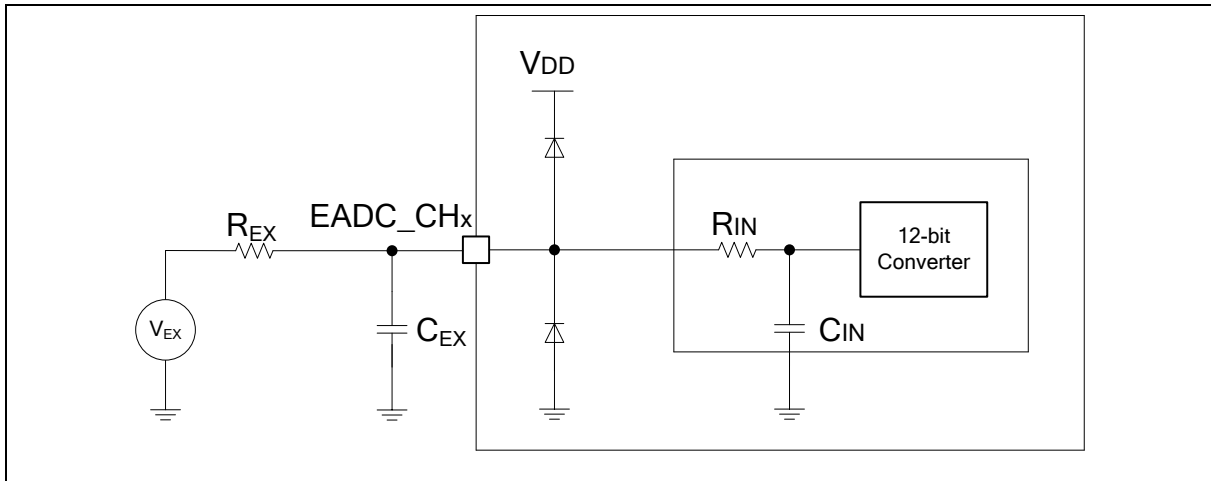 VDD
EADC_CHx
REX
RIN
12-bit
Converter
VEX
CEX
CIN